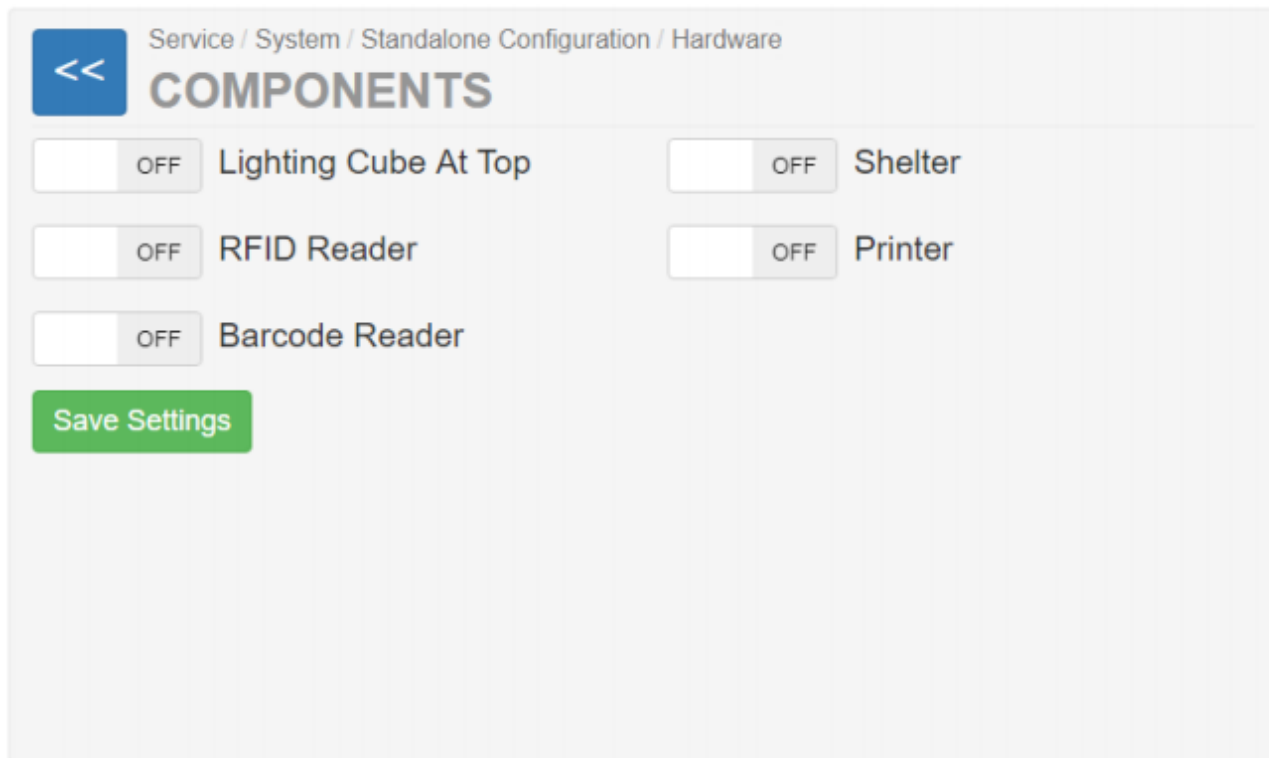 <<
Service / System / Standalone Configuration / Hardware
COMPONENTS
OFF Lighting Cube At Top
OFF Shelter
OFF RFID Reader
OFF Printer
OFF Barcode Reader
Save Settings